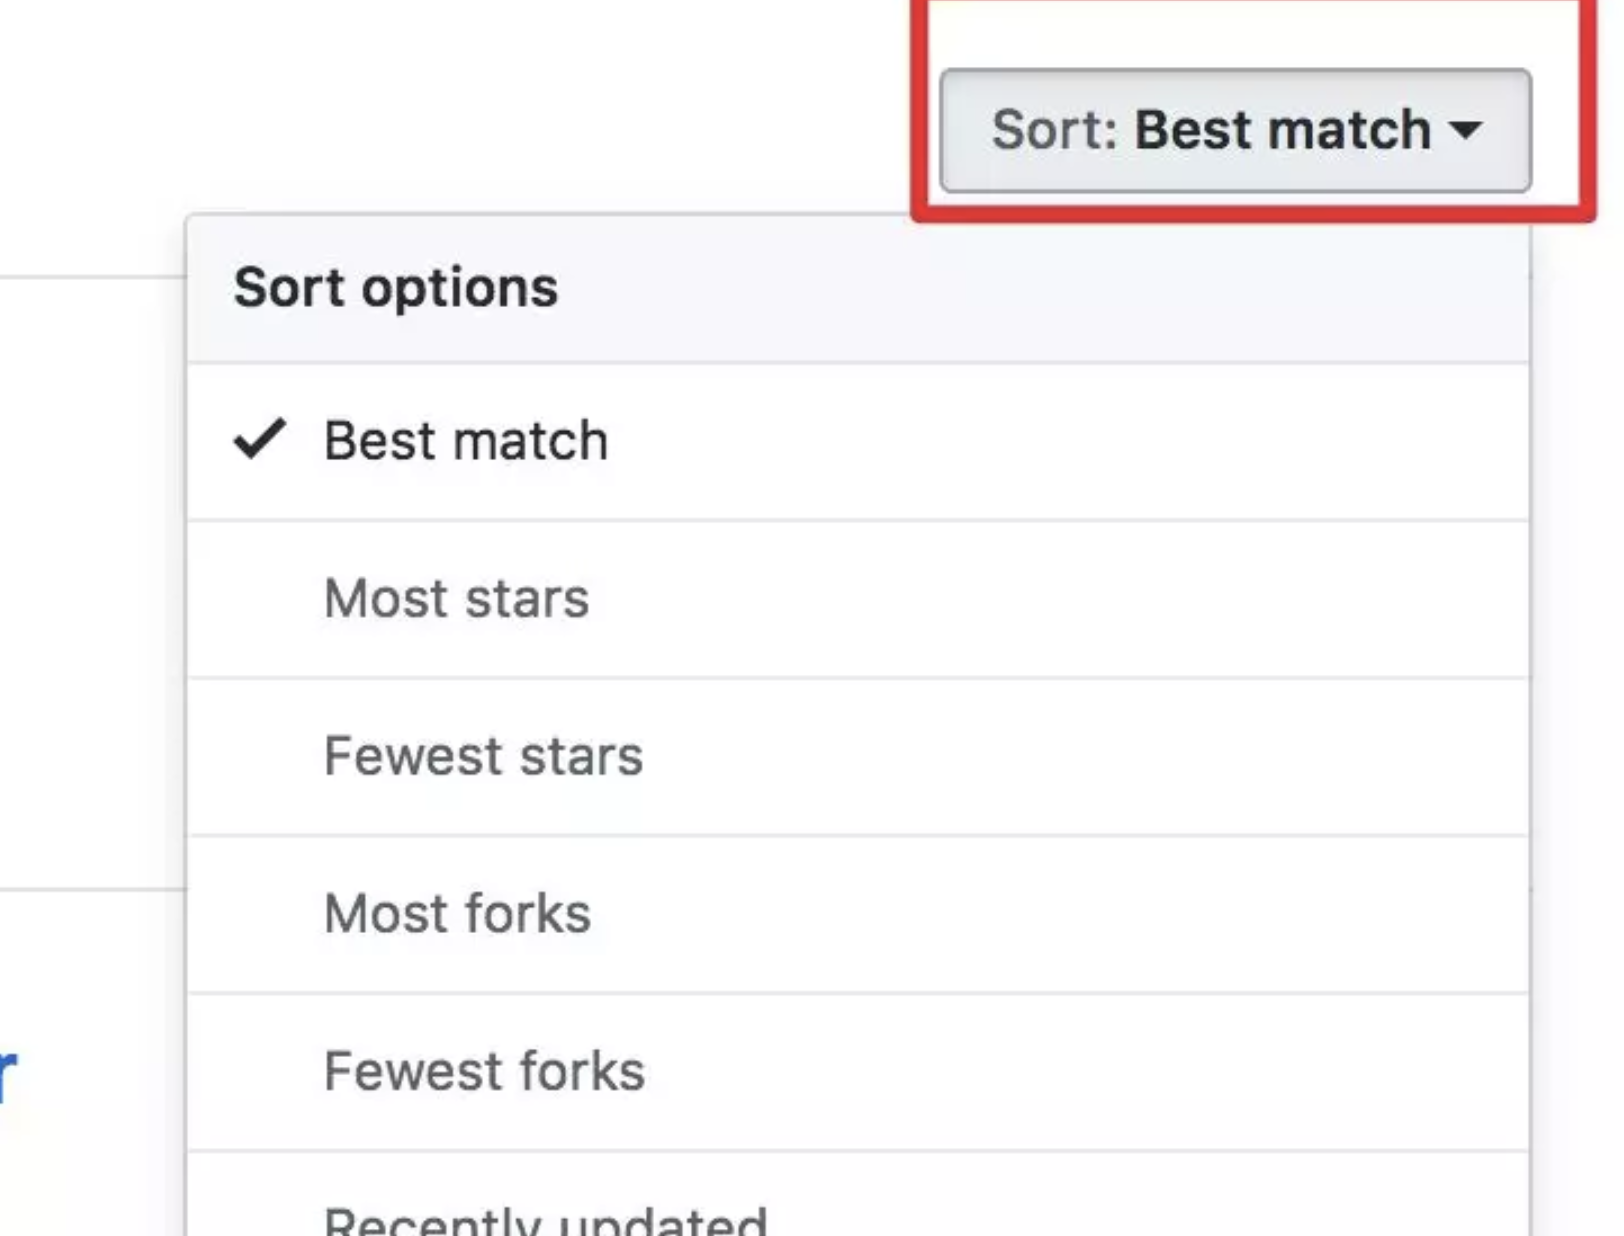 Sort: Best match
Sort options
Best match
Most stars
Fewest stars
Most forks
Fewest forks
Recently updated
r